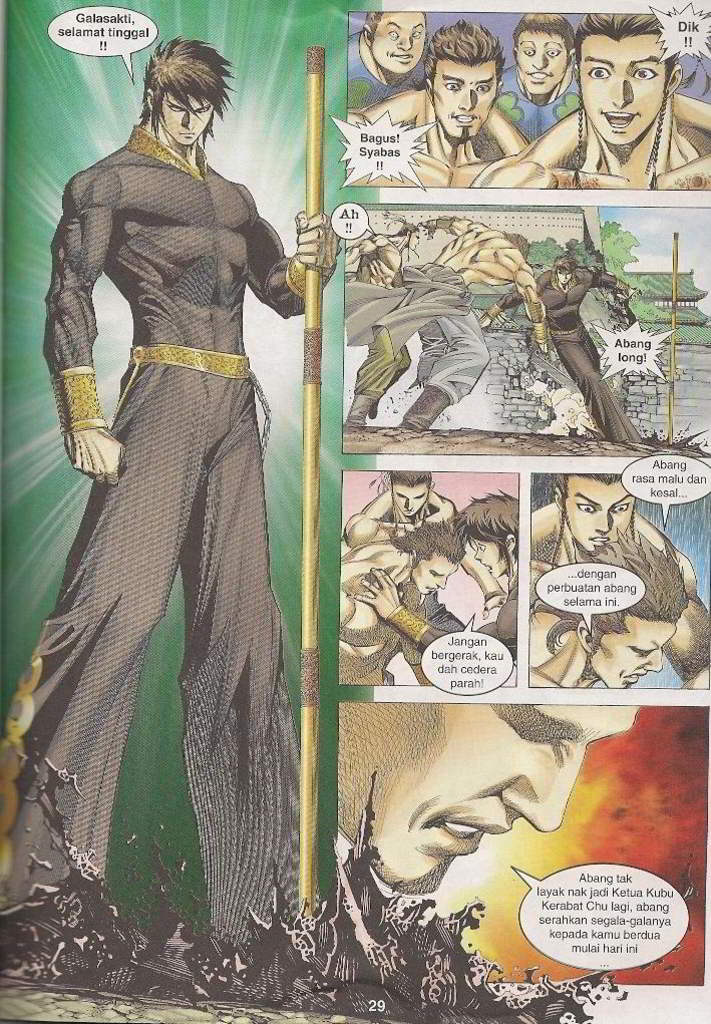 Galasakti,
selamat tinggal
!!
Dik
!!
Bagus!
Syabas
!!
Ah
!!
Abang
long!
Jangan
bergerak, kau
dah cedera
parah!
Abang
rasa malu dan
kesal...
...dengan
perbuatan abang
selama ini.
Abang tak
layak nak jadi Ketua Kubu
Kerabat Chu lagi, abang
serahkan segala-galanya
kepada kamu berdua
mulai hari ini
...
29